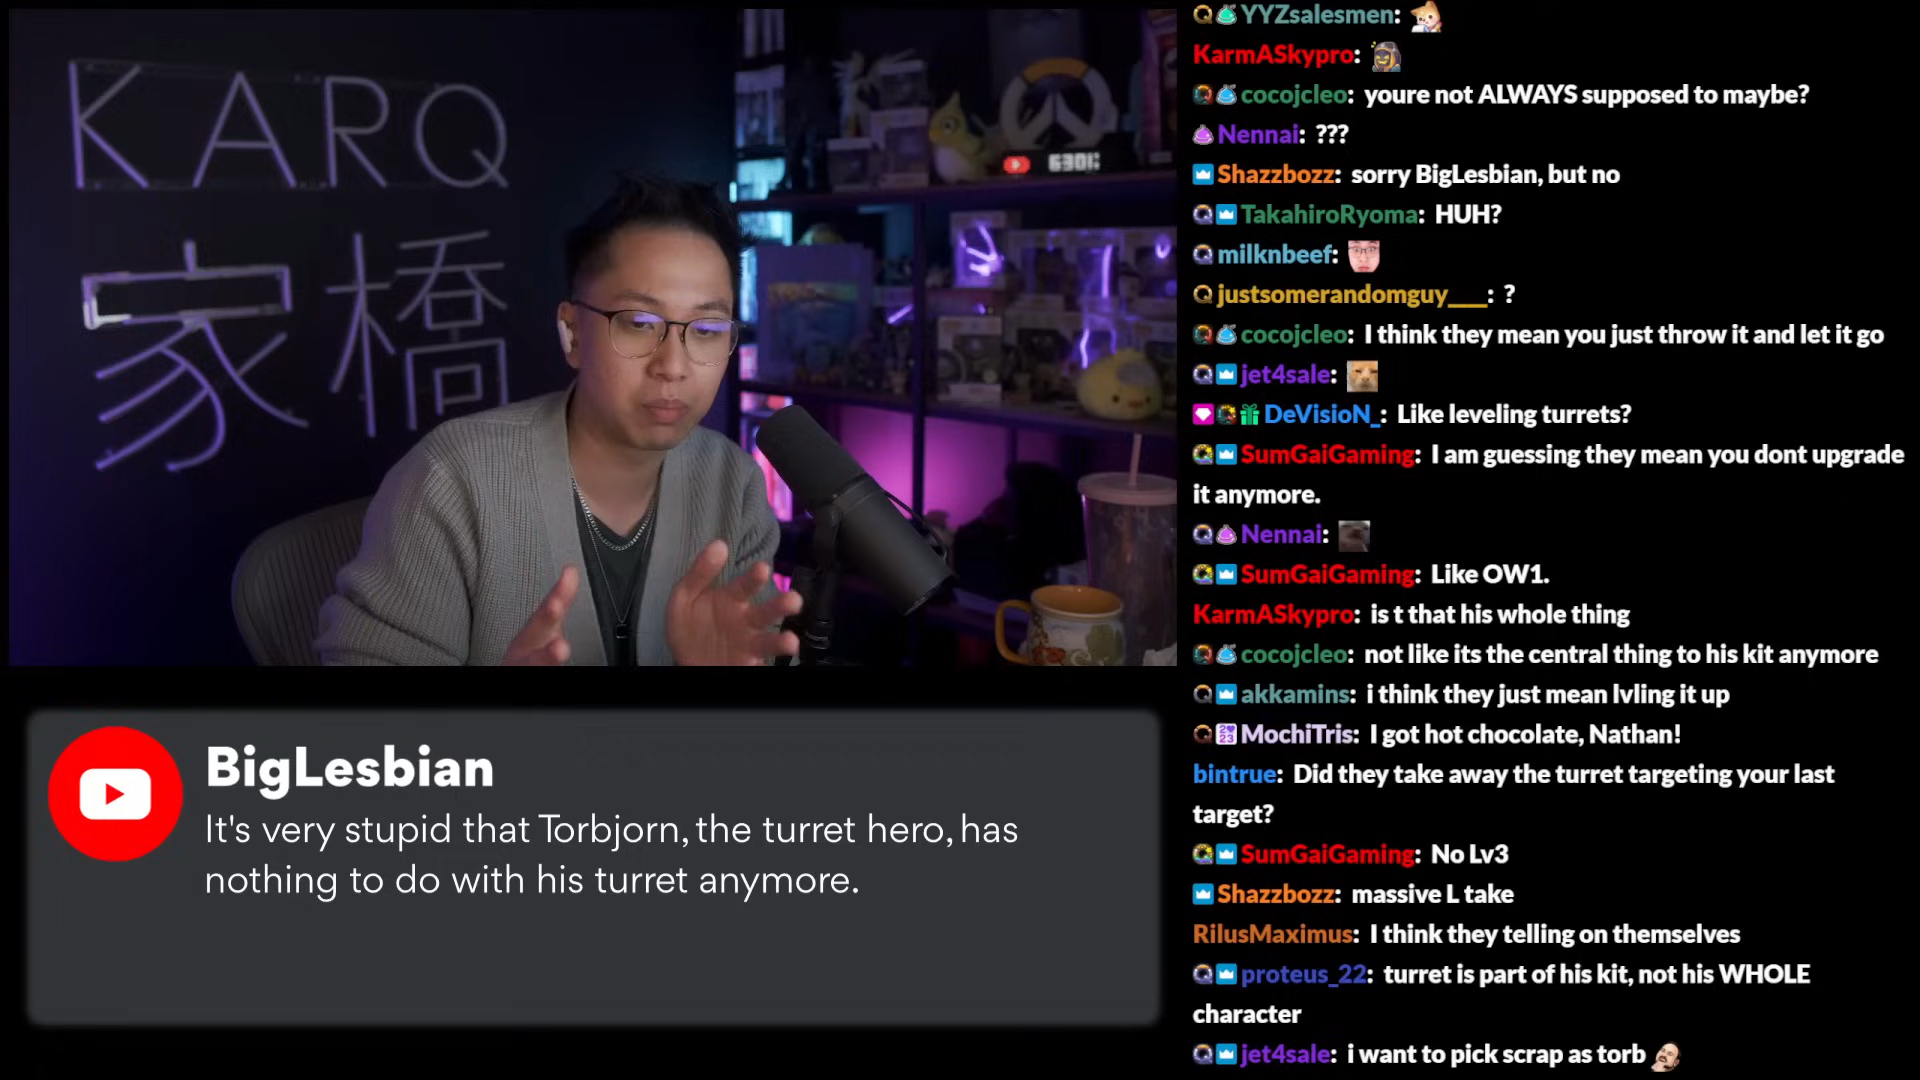 KARQ
家橋
6301
BigLesbian
It's very stupid that Torbjorn, the turret hero, has
nothing to do with his turret anymore.
YYZsalesmen:
KarmASkypro:
cocojcleo: youre not ALWAYS supposed to maybe?
Nennai: ???
Shazzbozz: sorry BigLesbian, but no
TakahiroRyoma: HUH?
milknbeef:
justsomerandomguy___: ?
cocojcleo: I think they mean you just throw it and let it go
jet4sale:
DeVisioN_: Like leveling turrets?
SumGaiGaming: I am guessing they mean you dont upgrade
it anymore.
Nennai:
SumGaiGaming: Like OW1.
KarmASkypro: is t that his whole thing
cocojcleo: not like its the central thing to his kit anymore
akkamins: i think they just mean lvling it up
MochiTris: I got hot chocolate, Nathan!
bintrue: Did they take away the turret targeting your last
target?
SumGaiGaming: No Lv3
Shazzbozz: massive L take
RilusMaximus: I think they telling on themselves
proteus_22: turret is part of his kit, not his WHOLE
character
jet4sale: i want to pick scrap as torb